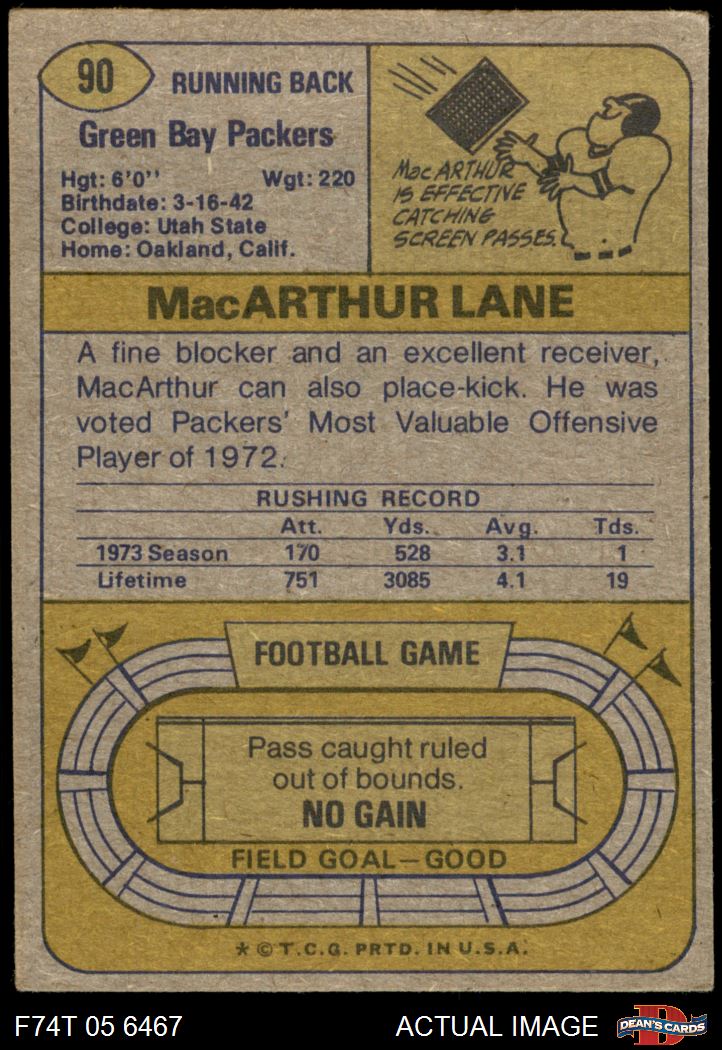 90
RUNNING BACK
Green Bay Packers
Hgt: 6'0'' Wgt: 220
Birthdate: 3-16-42
College: Utah State
Home: Oakland, Calif.
MacARTHUR
IS EFFECTIVE
CATCHING
SCREEN PASSES.
MacARTHUR LANE
A fine blocker and an excellent receiver,
MacArthur can also place-kick. He was
voted Packers' Most Valuable Offensive
Player of 1972.
RUSHING RECORD
Att. Yds. Avg. Tds.
1973 Season 170 528 3.1 1
Lifetime 751 3085 4.1 19
FOOTBALL GAME
Pass caught ruled
out of bounds.
NO GAIN
FIELD GOAL—GOOD
* © T.C.G. PRTD. IN U.S.A.
F74T 05 6467 ACTUAL IMAGE
D
DEAN'S CARDS